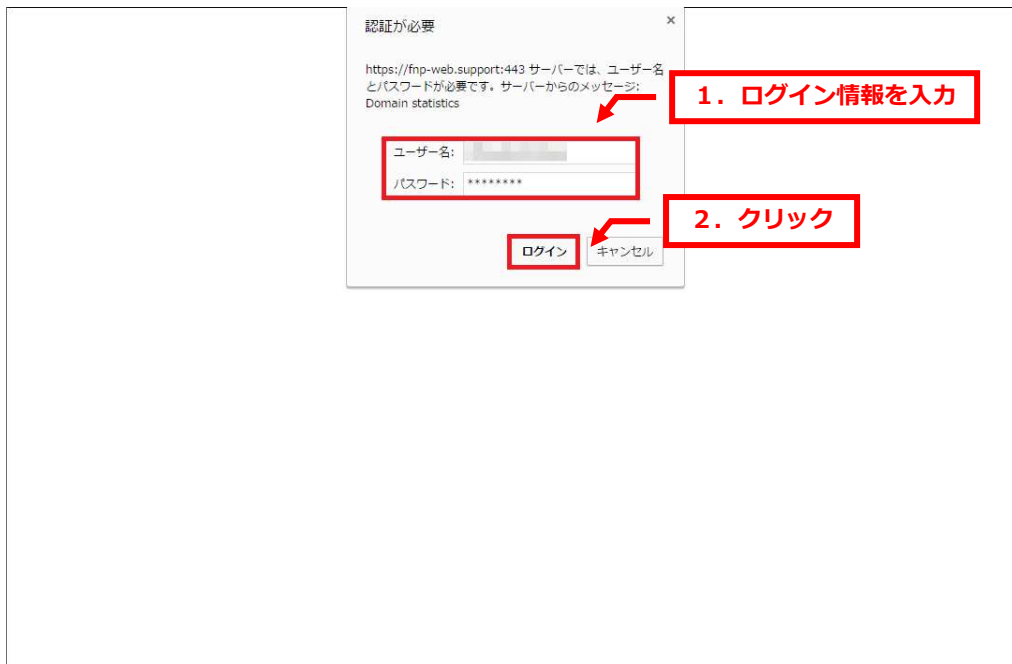 認証が必要
×
https://fnp-web.support:443 サーバーでは、ユーザー名
とパスワードが必要です。サーバーからのメッセージ:
Domain statistics
1．ログイン情報を入力
ユーザー名:
パスワード: ********
2．クリック
ログイン
キャンセル